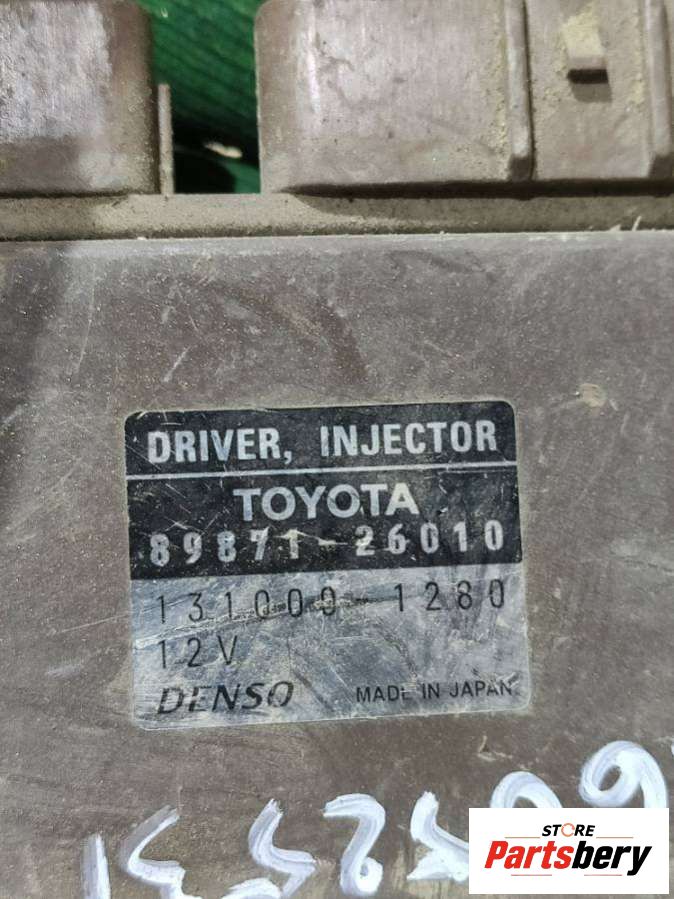 DRIVER, INJECTOR
TOYOTA
89871-26010
131000-1280
12V
DENSO MADE IN JAPAN
STORE
Partsbery